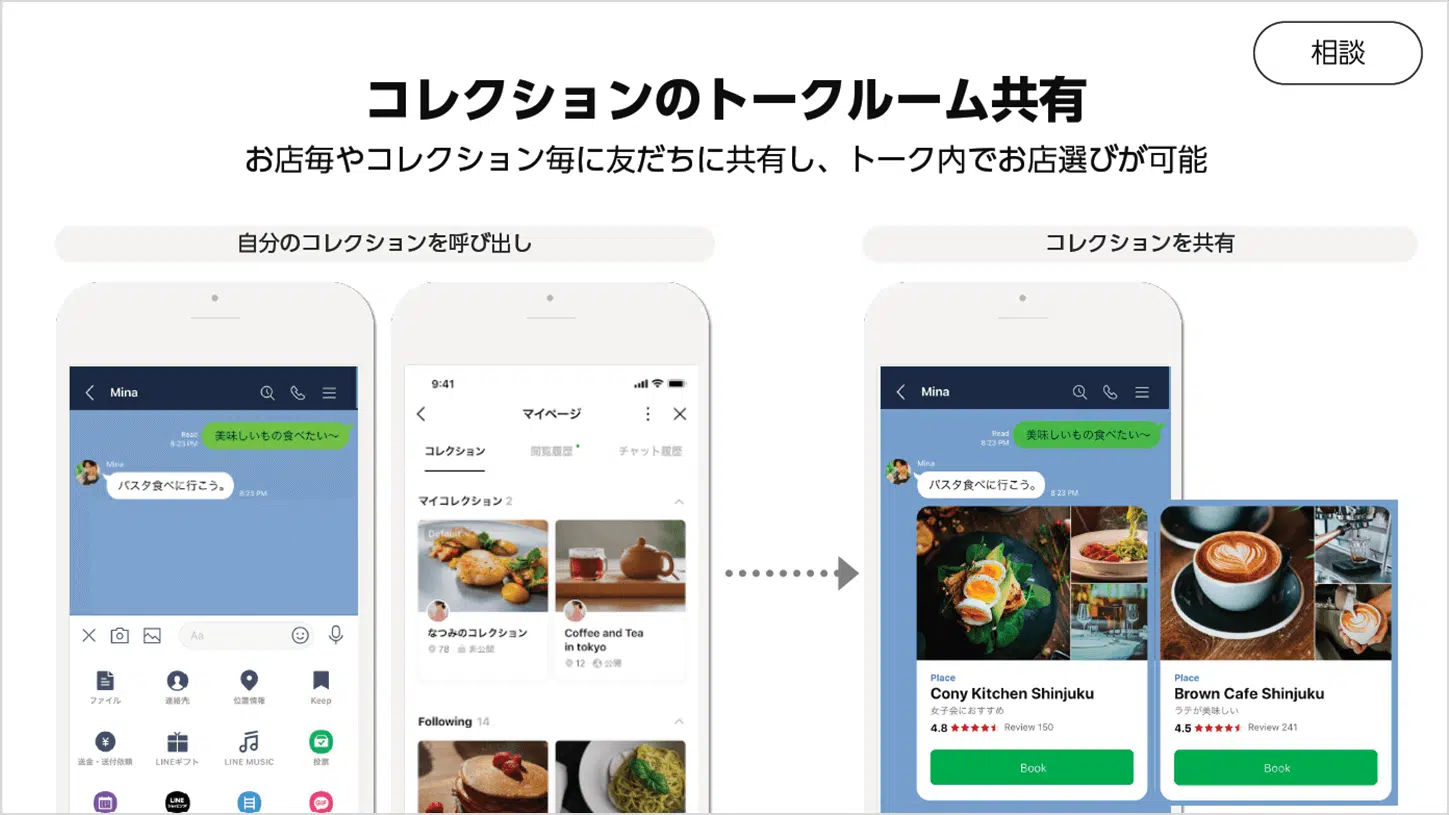 相談
コレクションのトークルーム共有
お店毎やコレクション毎に友だちに共有し、トーク内でお店選びが可能
自分のコレクションを呼び出し
Mina
Read
8:23 PM
美味しいもの食べたい～
Mina
パスタ食べに行こう。
8:23 PM
Aa
ファイル
連絡先
位置情報
Keep
送金・送付依頼
LINEギフト
LINE MUSIC
投票
LINE
9:41
マイページ
コレクション
閲覧履歴
チャット履歴
マイコレクション 2
Default
なつみのコレクション
78
非公開
Coffee and Tea
in tokyo
12
公開
Following 14
コレクションを共有
Mina
Read
8:23 PM
美味しいもの食べたい～
Mina
パスタ食べに行こう。
8:23 PM
Place
Cony Kitchen Shinjuku
女子会におすすめ
4.8
Review 150
Book
Place
Brown Cafe Shinjuku
ラテが美味しい
4.5
Review 241
Book